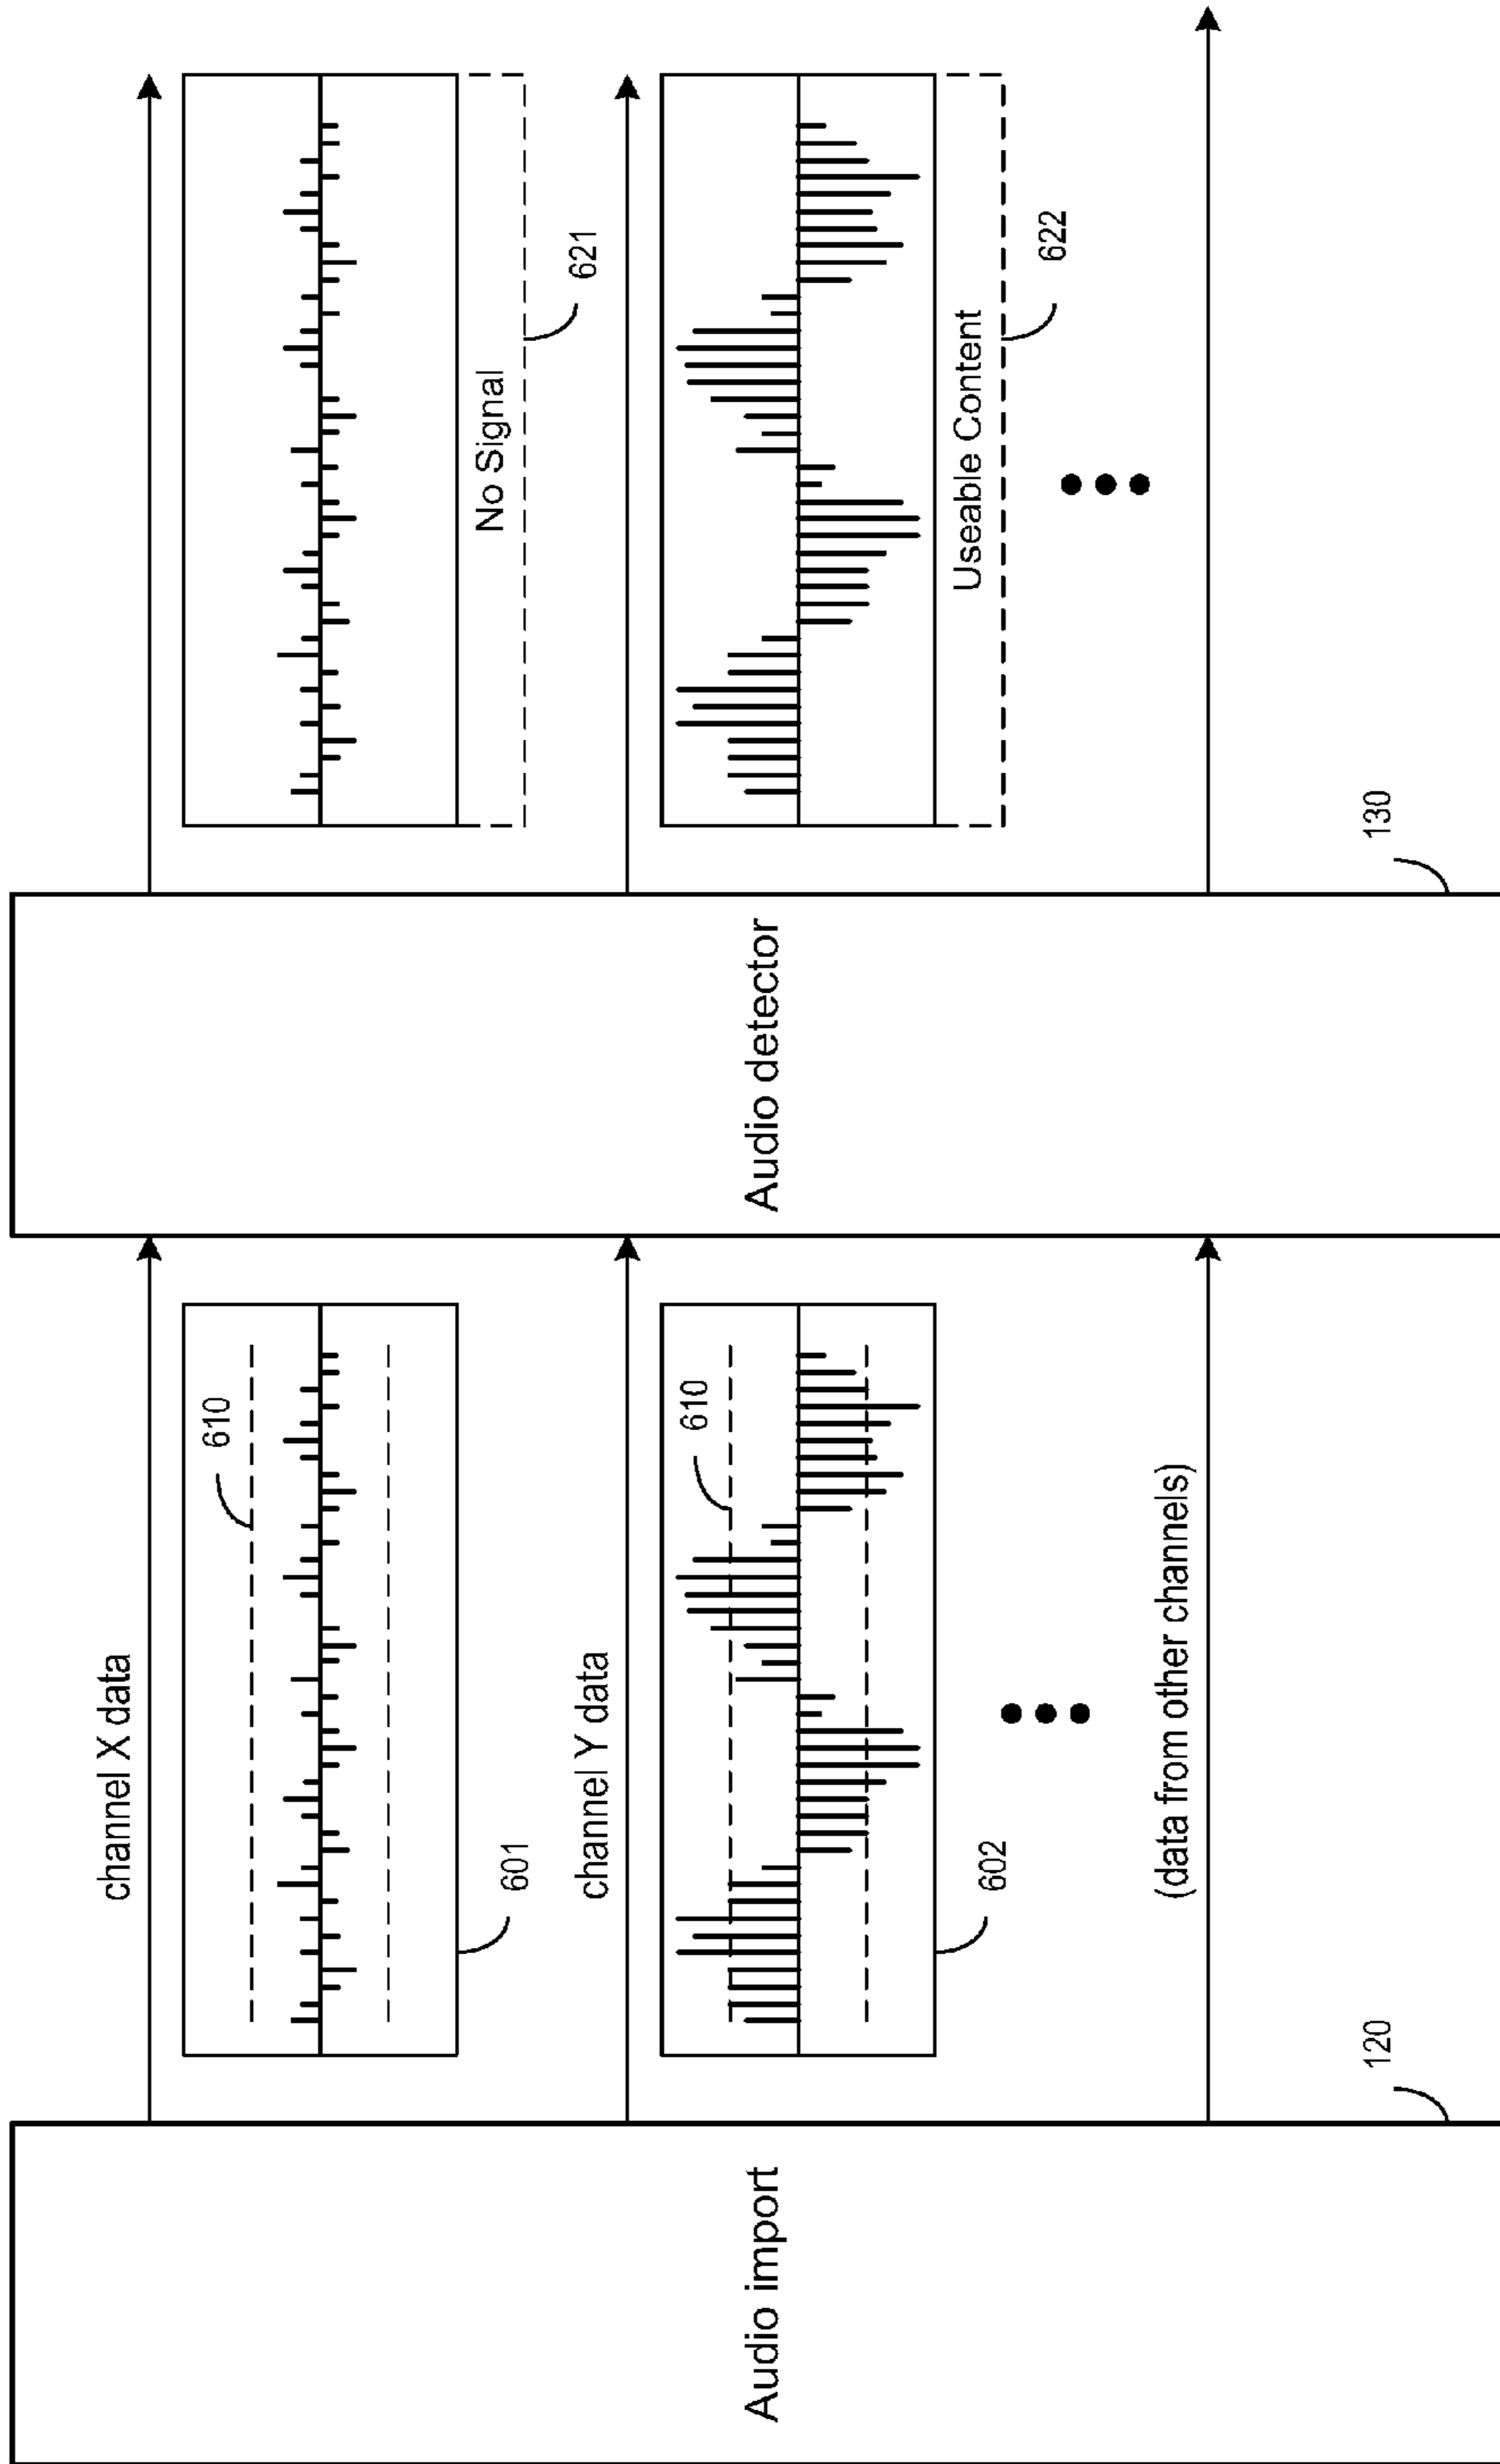 Audio import
120
channel X data
610
601
channel Y data
610
602
(data from other channels)
Audio detector
130
No Signal
621
Useable Content
622